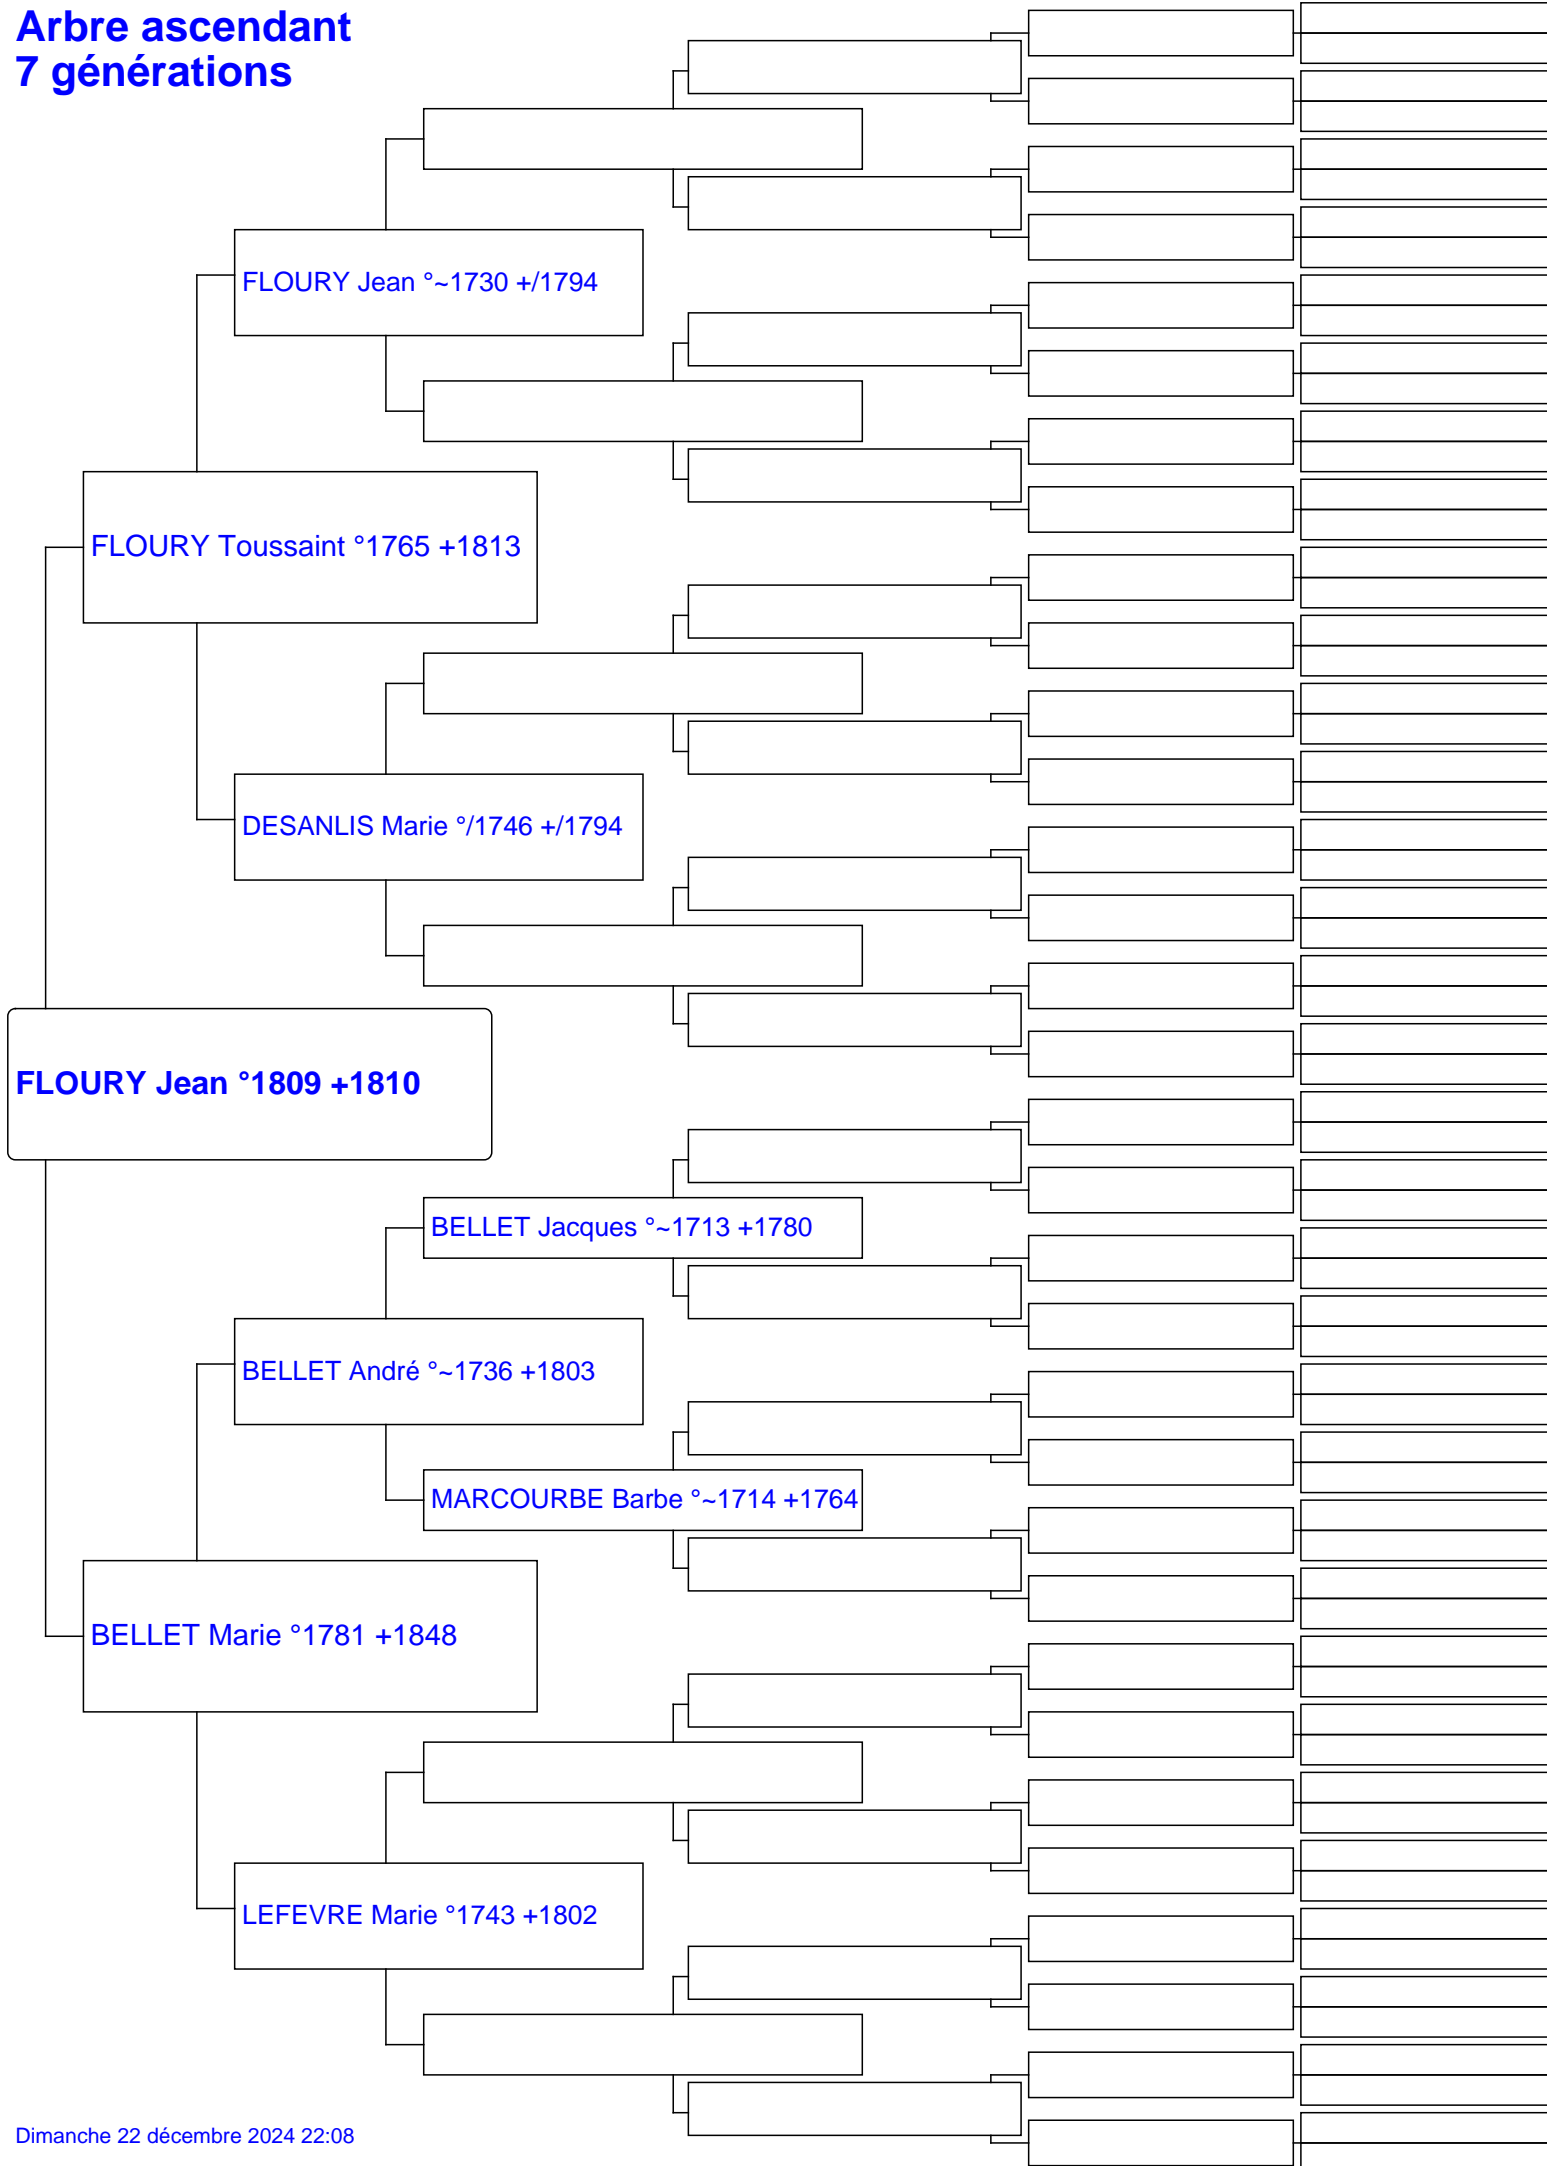 Arbre ascendant
7 générations
FLOURY Jean °~1730 +/1794
FLOURY Toussaint °1765 +1813
DESANLIS Marie °/1746 +/1794
FLOURY Jean °1809 +1810
BELLET Jacques °~1713 +1780
BELLET André °~1736 +1803
MARCOURBE Barbe °~1714 +1764
BELLET Marie °1781 +1848
LEFEVRE Marie °1743 +1802
Dimanche 22 décembre 2024 22:08